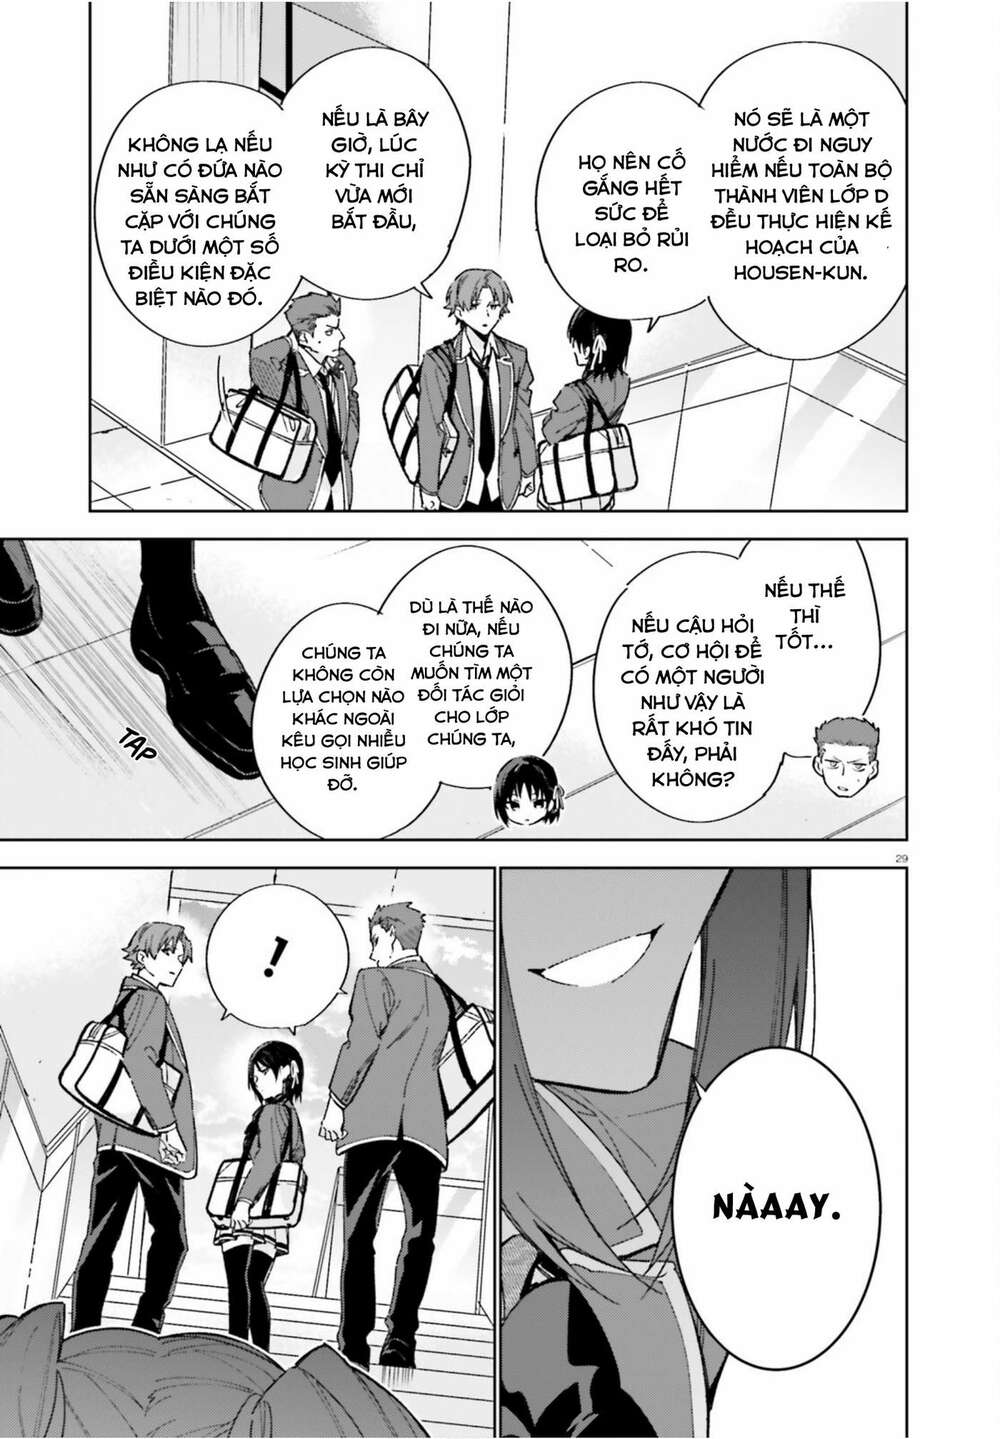 NÓ SẼ LÀ MỘT
NƯỚC ĐI NGUY
HIỂM NẾU TOÀN BỘ
THÀNH VIÊN LỚP D
ĐỀU THỰC HIỆN KẾ
HOẠCH CỦA
HOUSEN-KUN.
HỌ NÊN CỐ
GẮNG HẾT
SỨC ĐỂ
LOẠI BỎ RỦI
RO.
NẾU LÀ BÂY
GIỜ, LÚC
KỲ THI CHỈ
VỪA MỚI
BẮT ĐẦU,
KHÔNG LẠ NẾU
NHƯ CÓ ĐỨA NÀO
SẴN SÀNG BẮT
CẶP VỚI CHÚNG
TA DƯỚI MỘT SỐ
ĐIỀU KIỆN ĐẶC
BIỆT NÀO ĐÓ.
NẾU THẾ
THÌ
TỐT...
NẾU CẬU HỎI
TỚ, CƠ HỘI ĐỂ
CÓ MỘT NGƯỜI
NHƯ VẬY LÀ
RẤT KHÓ TIN
ĐẤY, PHẢI
KHÔNG?
DÙ LÀ THẾ NÀO
ĐI NỮA, NẾU
CHÚNG TA
MUỐN TÌM MỘT
ĐỐI TÁC GIỎI
CHO LỚP
CHÚNG TA,
CHÚNG TA
KHÔNG CÒN
LỰA CHỌN NÀO
KHÁC NGOÀI
KÊU GỌI NHIỀU
HỌC SINH GIÚP
ĐỠ.
TAP
29
NÀAAY.
!